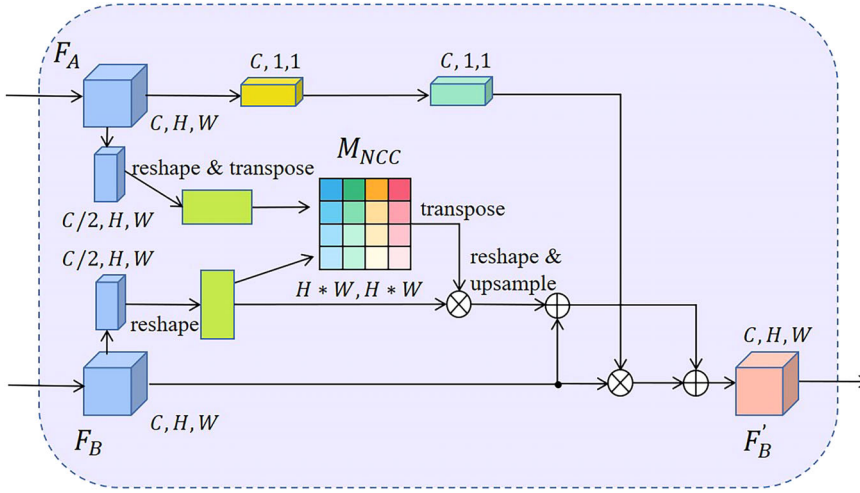 F_A
C, 1,1
C, 1,1
C, H, W
M_NCC
reshape & transpose
transpose
C/2, H, W
C/2, H, W
reshape &
upsample
H * W, H * W
reshape
C, H, W
C, H, W
F_B
F_B'